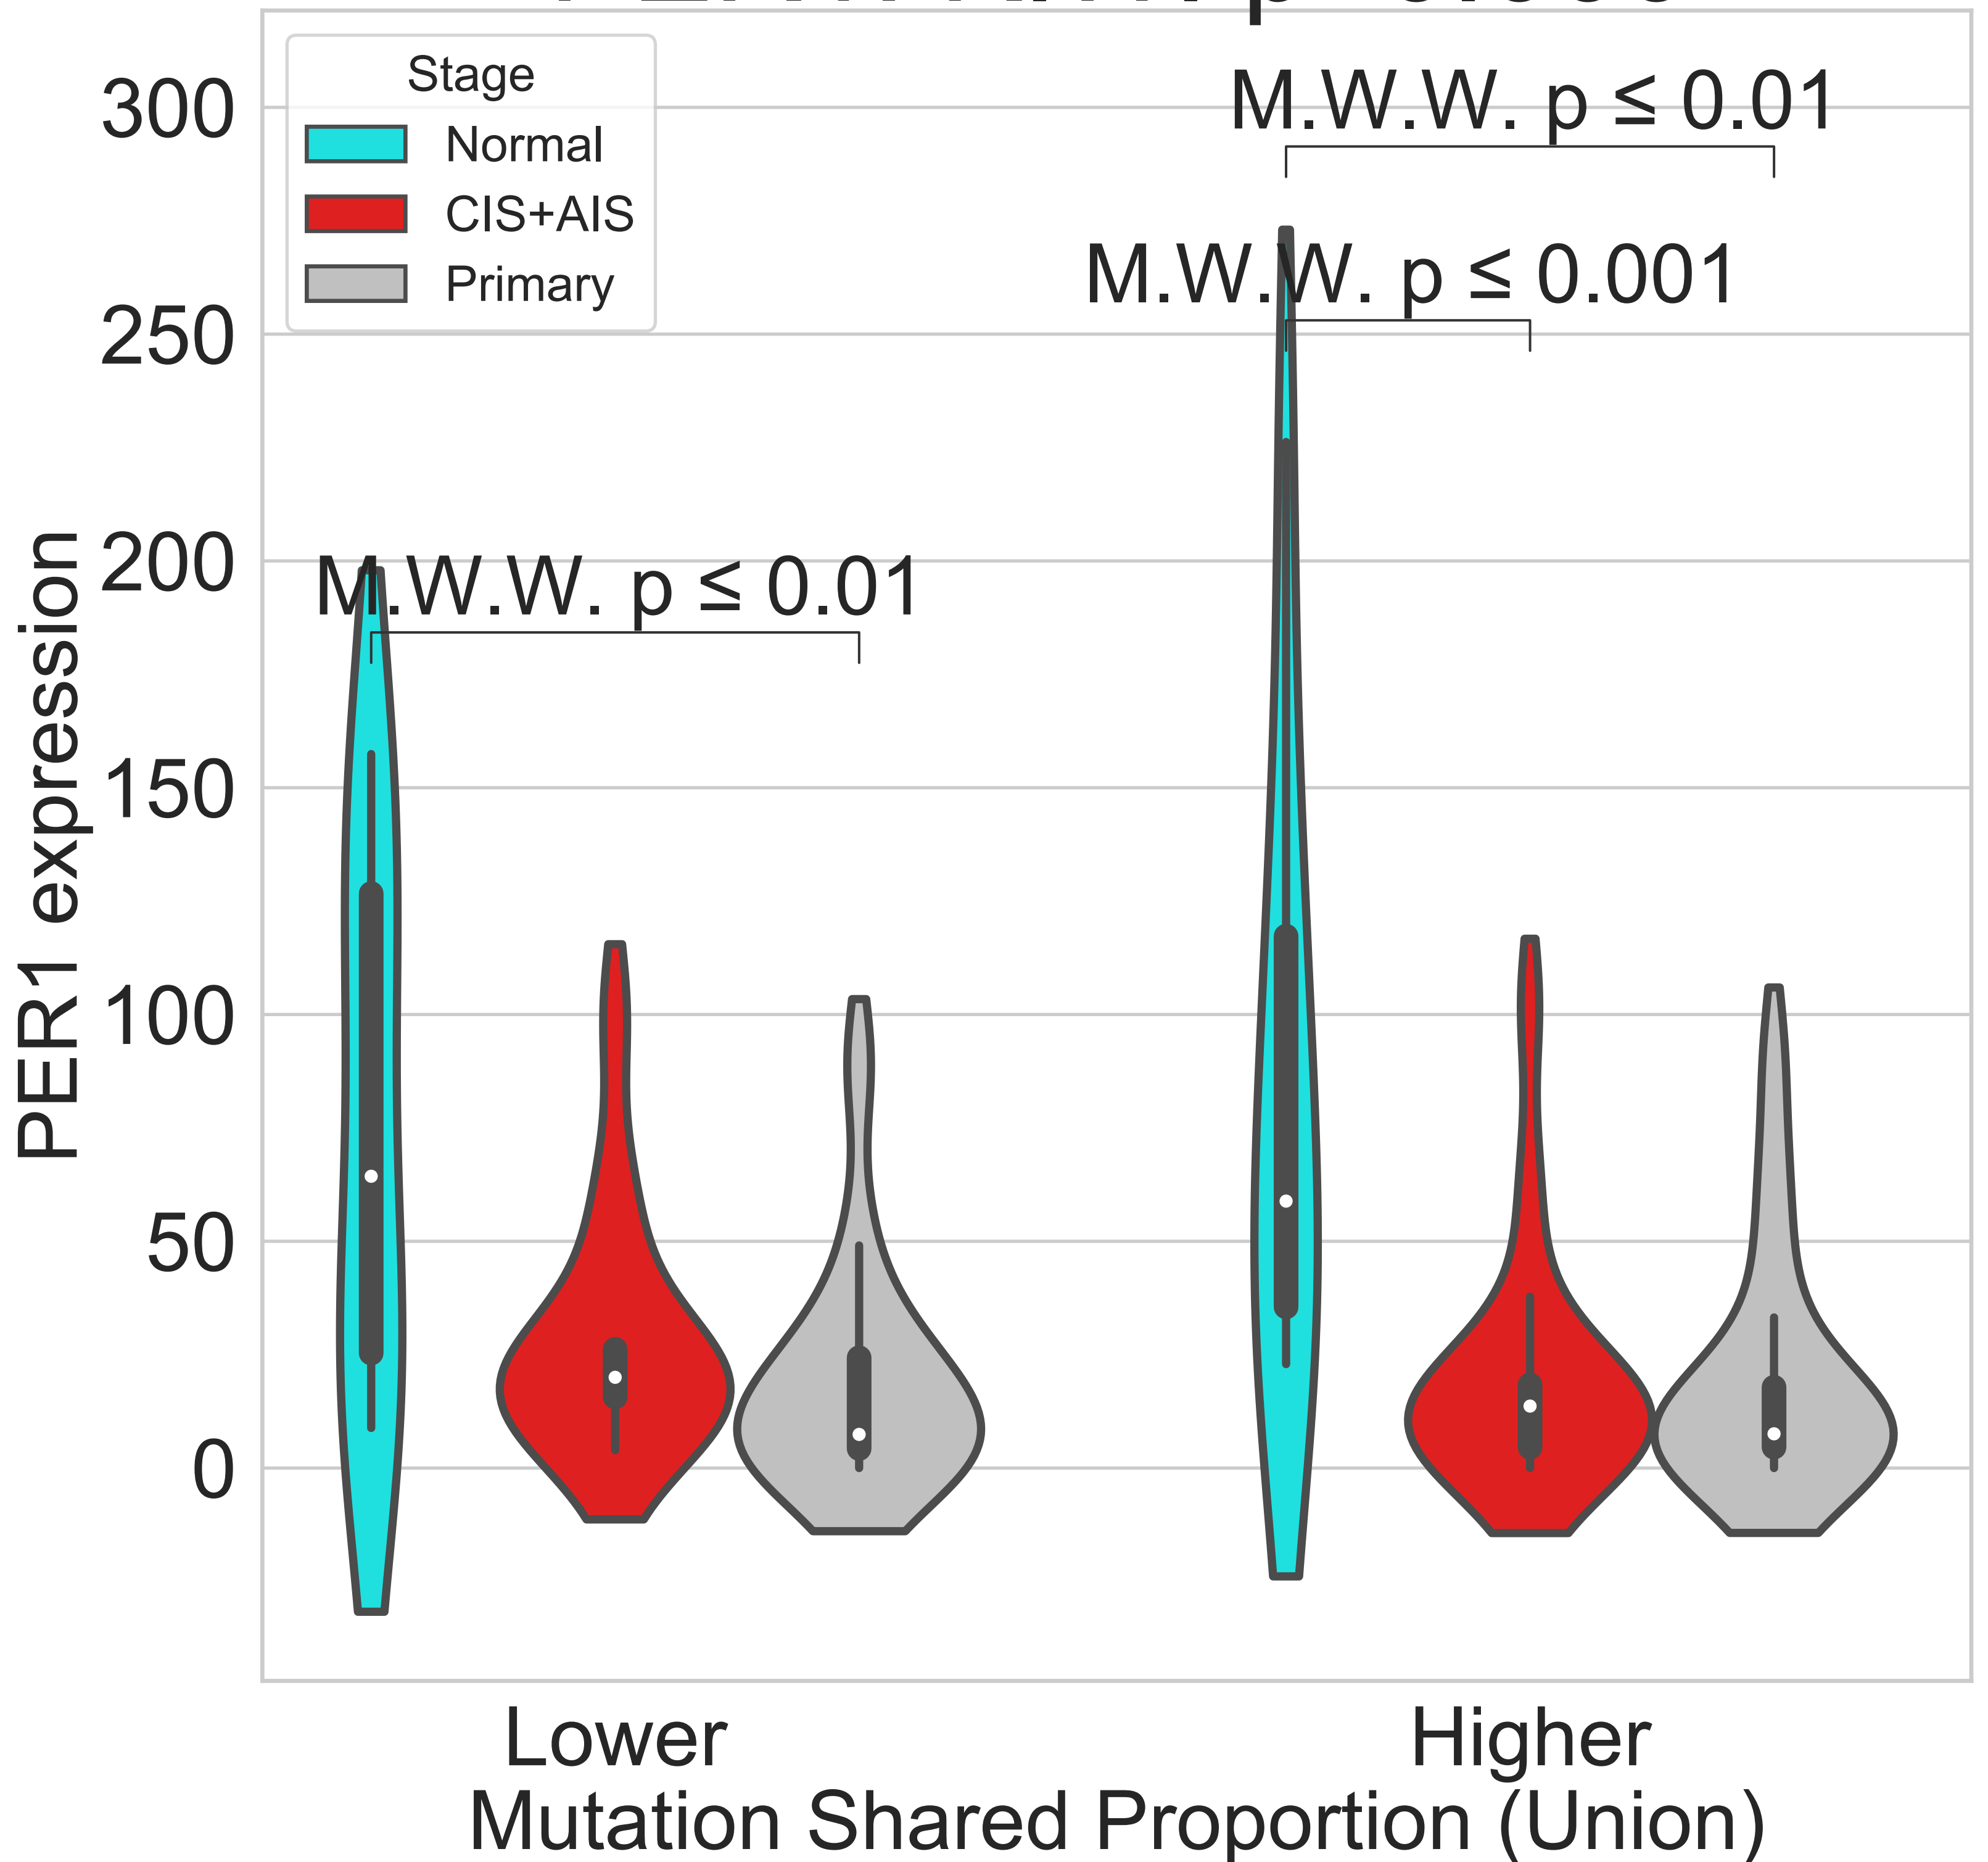 Stage
Normal
CIS+AIS
Primary
M.W.W. p ≤ 0.01
M.W.W. p ≤ 0.001
M.W.W. p ≤ 0.01
300
250
200
150
100
50
0
PER1 expression
Lower
Higher
Mutation Shared Proportion (Union)